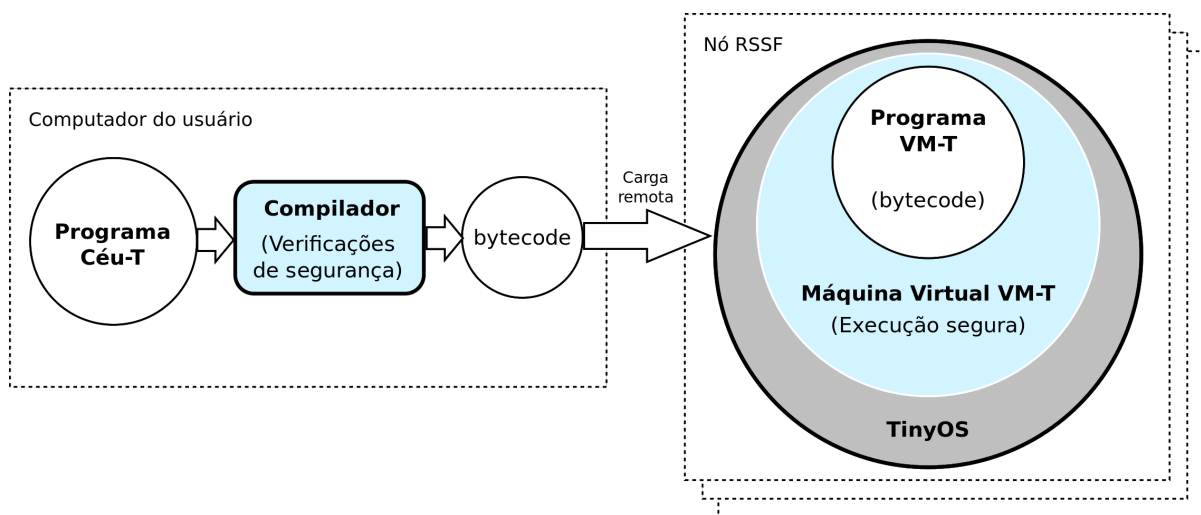 Computador do usuário
Programa
Céu-T
Compilador
(Verificações
de segurança)
bytecode
Carga
remota
Nó RSSF
Programa
VM-T
(bytecode)
Máquina Virtual VM-T
(Execução segura)
TinyOS